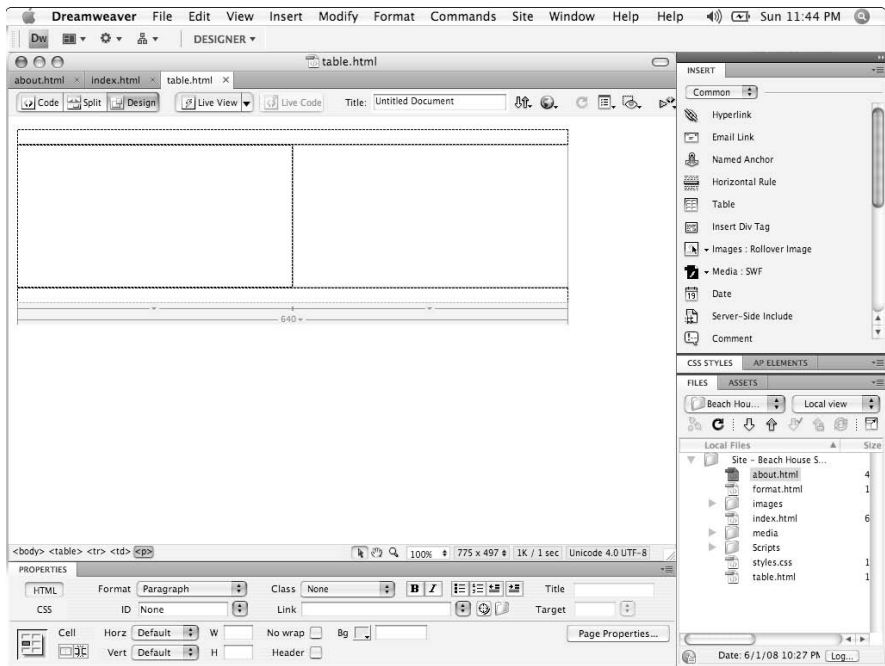 Dreamweaver File Edit View Insert Modify Format Commands Site Window Help Help Sun 11:44 PM
Dw DESIGNER
table.html
about.html × index.html × table.html ×
Code Split Design Live View Live Code Title: Untitled Document
640
<body> <table> <tr> <td> <p> 100% 775 x 497 1K / 1 sec Unicode 4.0 UTF-8
PROPERTIES
HTML Format Paragraph Class None B I Title
CSS ID None Link Target
Cell Horz Default W No wrap Bg Page Properties...
Vert Default H Header
INSERT
Common
Hyperlink
Email Link
Named Anchor
Horizontal Rule
Table
Insert Div Tag
Images : Rollover Image
Media : SWF
19 Date
Server-Side Include
Comment
CSS STYLES AP ELEMENTS
FILES ASSETS
Beach Hou... Local view
Local Files Size
Site - Beach House S...
about.html 4
format.html 1
images
index.html 6
media
Scripts
styles.css 1
table.html 1
Date: 6/1/08 10:27 PM Log...